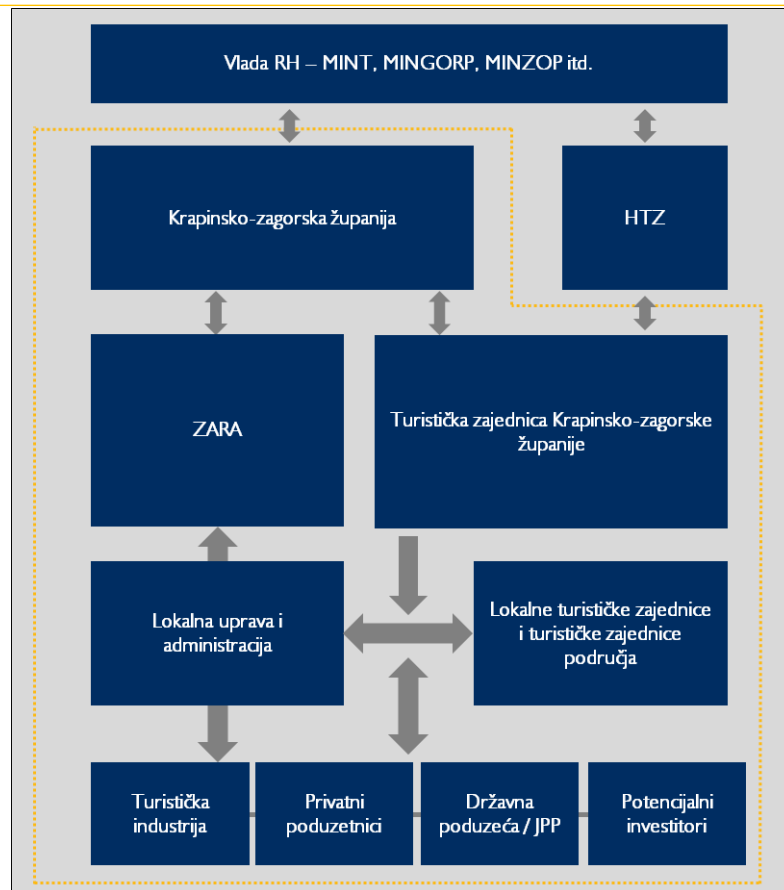 Vlada RH – MINT, MINGORP, MINZOP itd.
Krapinsko-zagorska županija
HTZ
ZARA
Turistička zajednica Krapinsko-zagorske
županije
Lokalna uprava i
administracija
Lokalne turističke zajednice
i turističke zajednice
područja
Turistička
industrija
Privatni
poduzetnici
Državna
poduzeća / JPP
Potencijalni
investitori